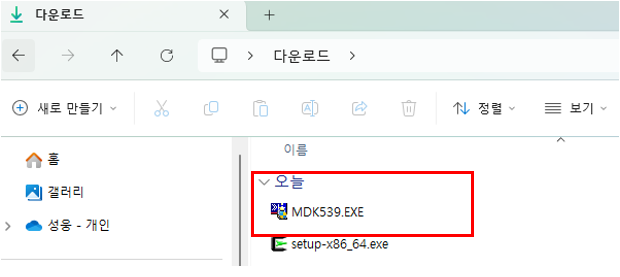 다운로드
다운로드
새로 만들기
정렬
보기
이름
홈
오늘
갤러리
MDK539.EXE
성웅 - 개인
setup-x86_64.exe